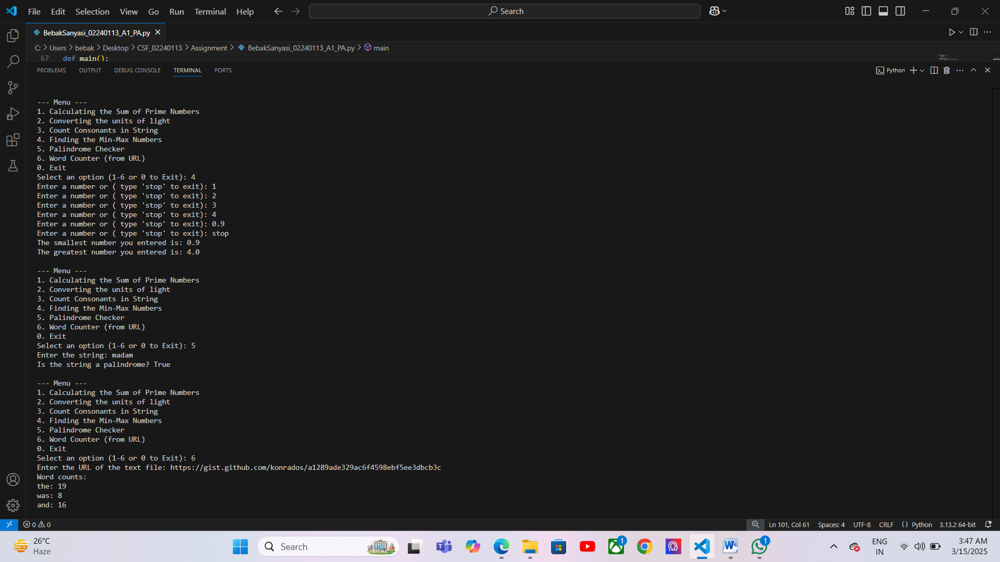 File Edit Selection View Go Run Terminal Help Search
BebakSanyasi_02240113_A1_PA.py
C: > Users > bebak > Desktop > CSF_02240113 > Assignment > BebakSanyasi_02240113_A1_PA.py > main
67 def main():
PROBLEMS OUTPUT DEBUG CONSOLE TERMINAL PORTS Python
--- Menu ---
1. Calculating the Sum of Prime Numbers
2. Converting the units of light
3. Count Consonants in String
4. Finding the Min-Max Numbers
5. Palindrome Checker
6. Word Counter (from URL)
0. Exit
Select an option (1-6 or 0 to Exit): 4
Enter a number or ( type 'stop' to exit): 1
Enter a number or ( type 'stop' to exit): 2
Enter a number or ( type 'stop' to exit): 3
Enter a number or ( type 'stop' to exit): 4
Enter a number or ( type 'stop' to exit): 0.9
Enter a number or ( type 'stop' to exit): stop
The smallest number you entered is: 0.9
The greatest number you entered is: 4.0
--- Menu ---
1. Calculating the Sum of Prime Numbers
2. Converting the units of light
3. Count Consonants in String
4. Finding the Min-Max Numbers
5. Palindrome Checker
6. Word Counter (from URL)
0. Exit
Select an option (1-6 or 0 to Exit): 5
Enter the string: madam
Is the string a palindrome? True
--- Menu ---
1. Calculating the Sum of Prime Numbers
2. Converting the units of light
3. Count Consonants in String
4. Finding the Min-Max Numbers
5. Palindrome Checker
6. Word Counter (from URL)
0. Exit
Select an option (1-6 or 0 to Exit): 6
Enter the URL of the text file: https://gist.github.com/konrados/a1289ade329ac6f4598ebf5ee3dbcb3c
Word counts:
the: 19
was: 8
and: 16
0 0 Ln 101, Col 61 Spaces: 4 UTF-8 CRLF {} Python 3.13.2 64-bit
26°C
Haze
Search
1
1
ENG
IN
3:47 AM
3/15/2025